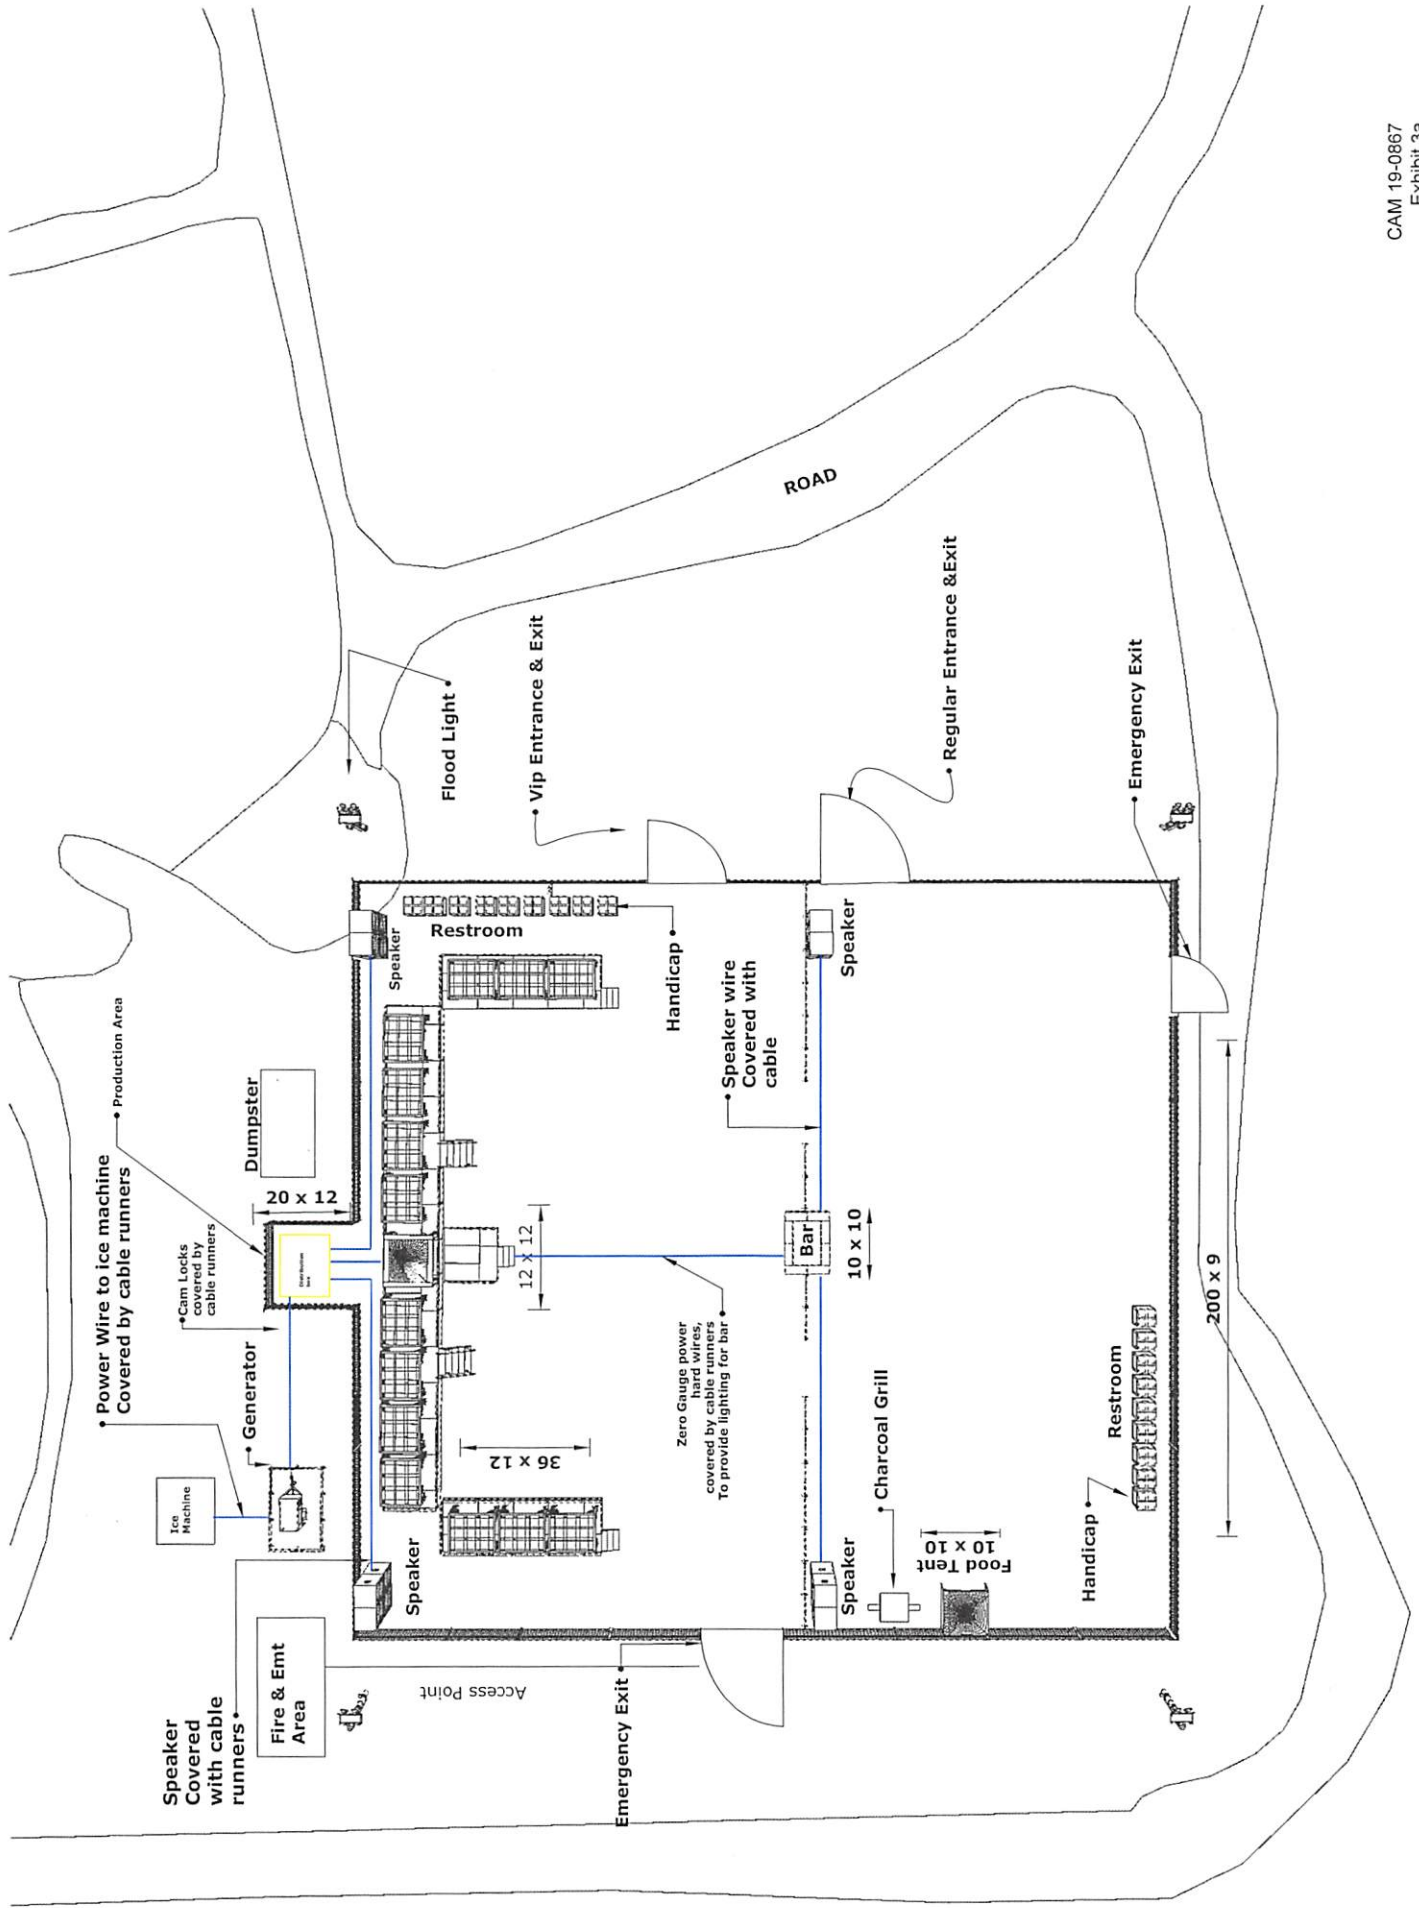 Power Wire to ice machine
Covered by cable runners
Production Area
Ice
Machine
Generator
Cam Locks
covered by
cable runners
Dumpster
20 x 12
Distribution
box
Speaker
Covered
with cable
runners
Fire & Emt
Area
Access Point
Emergency Exit
Speaker
Speaker
Restroom
Handicap
Flood Light
Vip Entrance & Exit
ROAD
12 x 12
36 x 12
Zero Gauge power
hard wires,
covered by cable runners
To provide lighting for bar
Speaker wire
Covered with
cable
Bar
10 x 10
Speaker
Speaker
Regular Entrance &Exit
Charcoal Grill
Food Tent
10 x 10
Handicap
Restroom
200 x 9
Emergency Exit
CAM 19-0867
Exhibit 3a